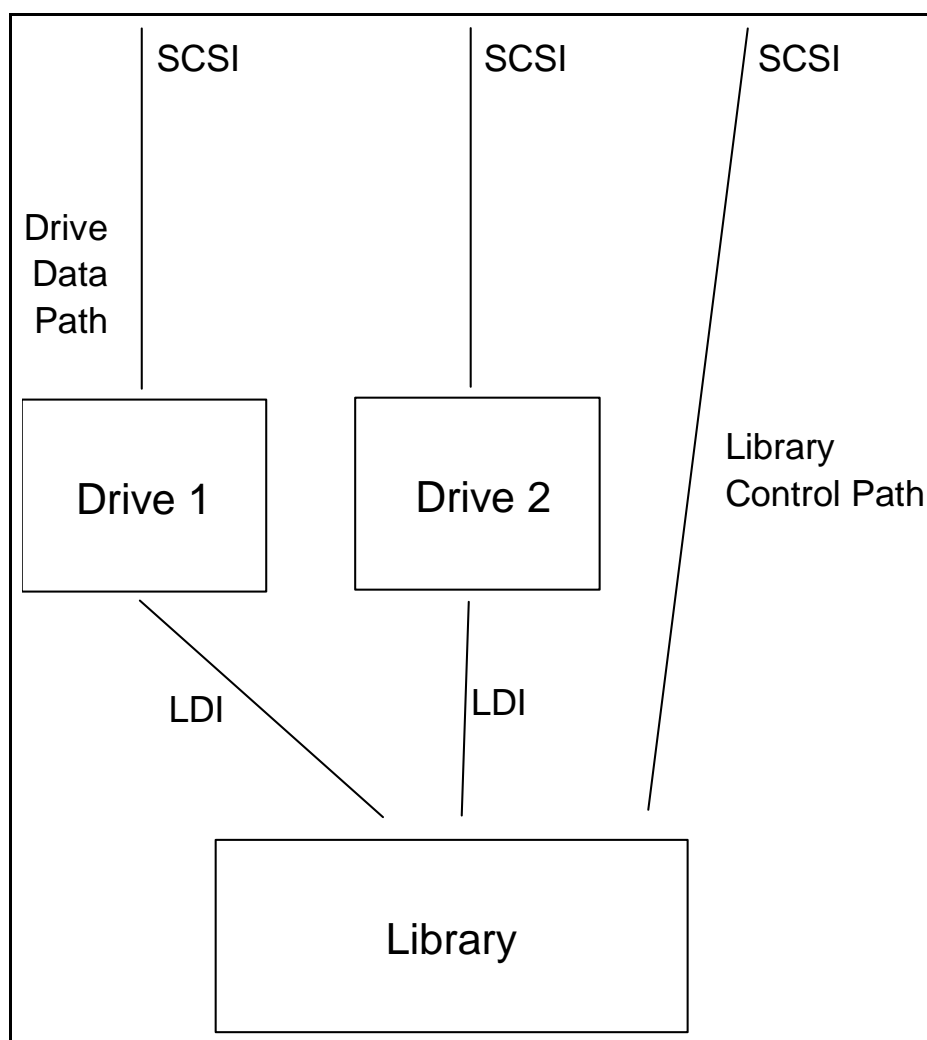 SCSI
SCSI
SCSI
Drive
Data
Path
Library
Control Path
Drive 1
Drive 2
LDI
LDI
Library